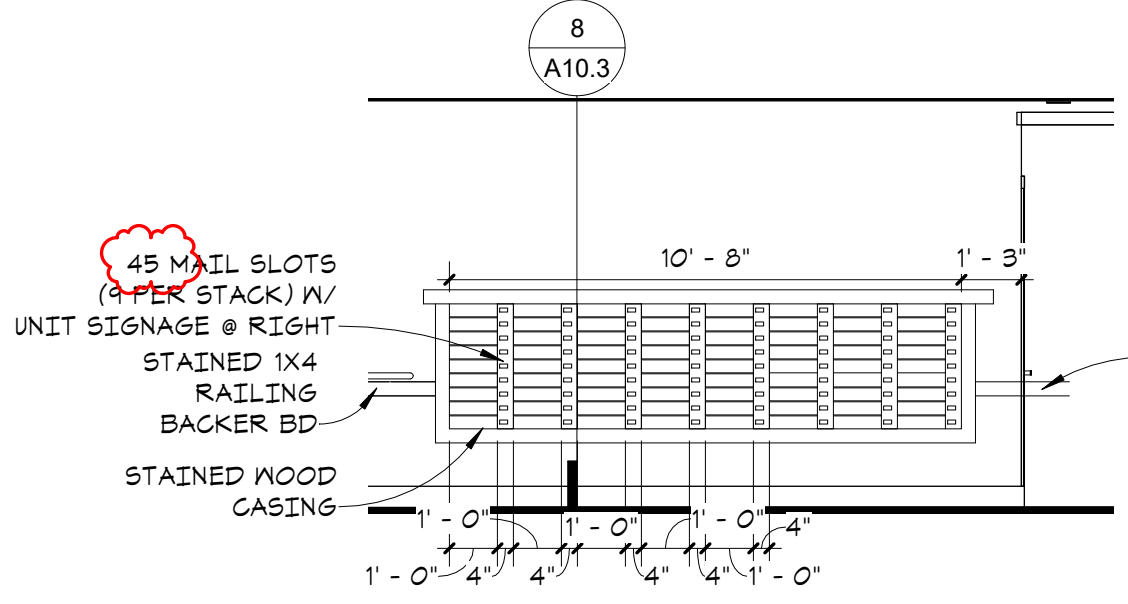 8
A10.3
10' - 8"
1' - 3"
45 MAIL SLOTS
(9 PER STACK) W/
UNIT SIGNAGE @ RIGHT
STAINED 1X4
RAILING
BACKER BD
STAINED WOOD
CASING
1' - 0" 1' - 0" 1' - 0" 4"
1' - 0" 4" 4" 4" 4" 1' - 0"